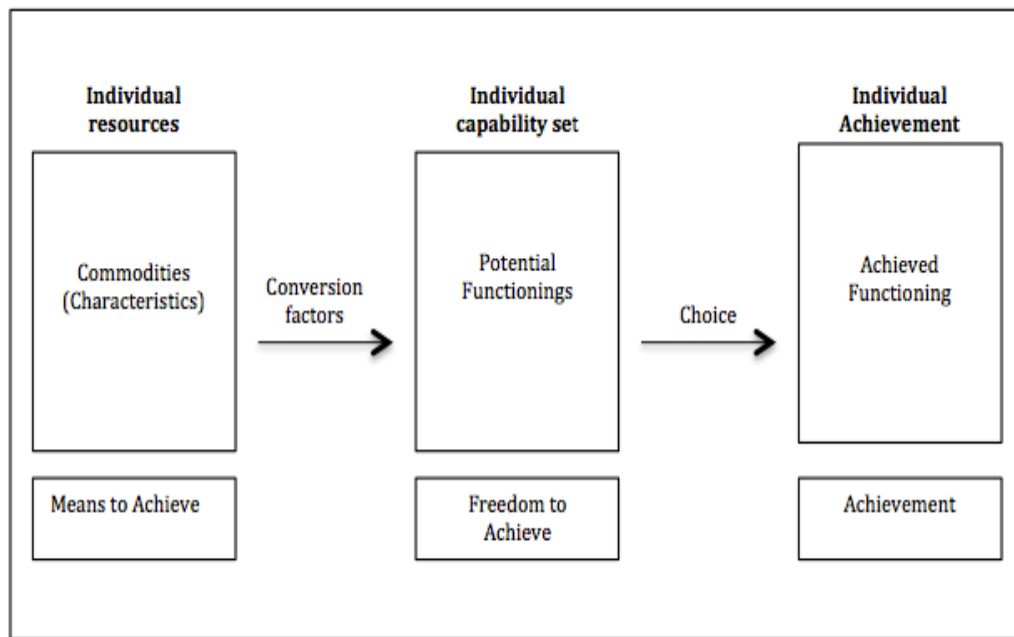 Individual
resources
Individual
capability set
Individual
Achievement
Commodities
(Characteristics)
Conversion
factors
Potential
Functionings
Choice
Achieved
Functioning
Means to Achieve
Freedom to
Achieve
Achievement